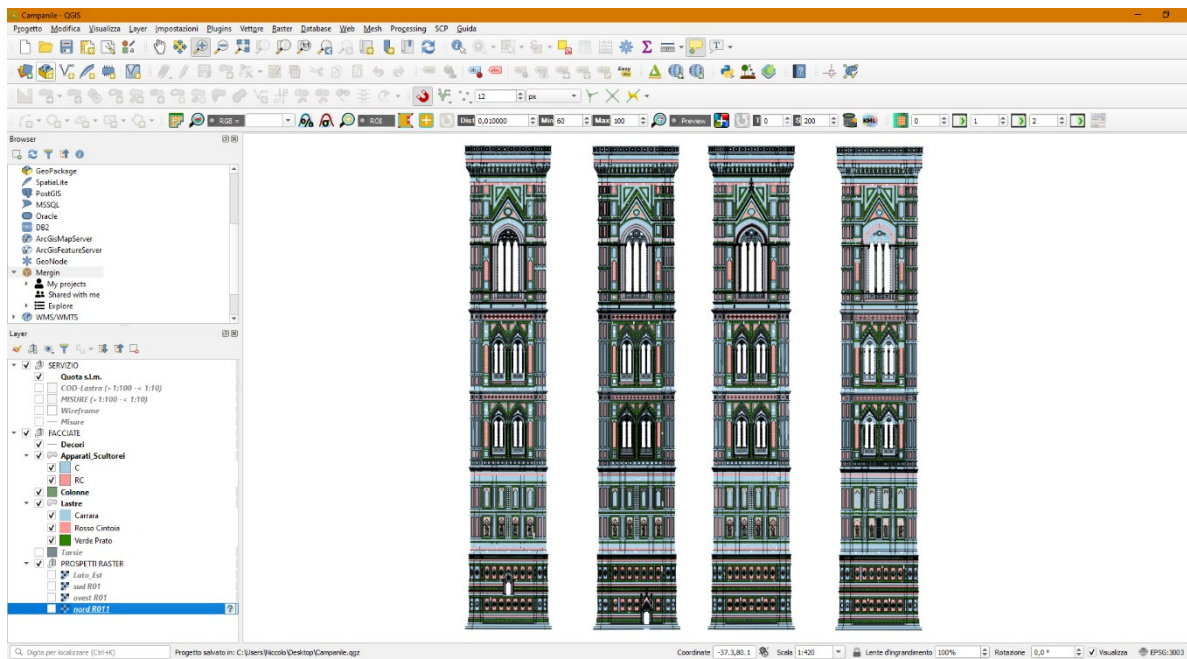 Campanile - QGIS
Progetto Modifica Visualizza Layer Impostazioni Plugins Vettore Raster Database Web Mesh Processing SCP Guida
12 px
RGB = ROI Dist 0,010000 Min 60 Max 100 Preview T 0 S 200 KML 0 1 2
Browser
GeoPackage
SpatiaLite
PostGIS
MSSQL
Oracle
DB2
ArcGisMapServer
ArcGisFeatureServer
GeoNode
Mergin
My projects
Shared with me
Explore
WMS/WMTS
Layer
SERVIZIO
Quota s.l.m.
COD-Lastra (> 1:100 - < 1:10)
MISURE (> 1:100 - < 1:10)
Wireframe
Misure
FACCIATE
Decori
Apparati_Scultorei
C
RC
Colonne
Lastre
Carrara
Rosso Cintoia
Verde Prato
Tarsie
PROSPETTI RASTER
Lato_Est
sud R01
ovest R01
nord R011
Digita per localizzare (Ctrl+K) Progetto salvato in: C:\Users\Niccolo\Desktop\Campanile.qgz Coordinate -37.3,80.1 Scala 1:420 Lente d'ingrandimento 100% Rotazione 0,0 ° Visualizza EPSG:3003